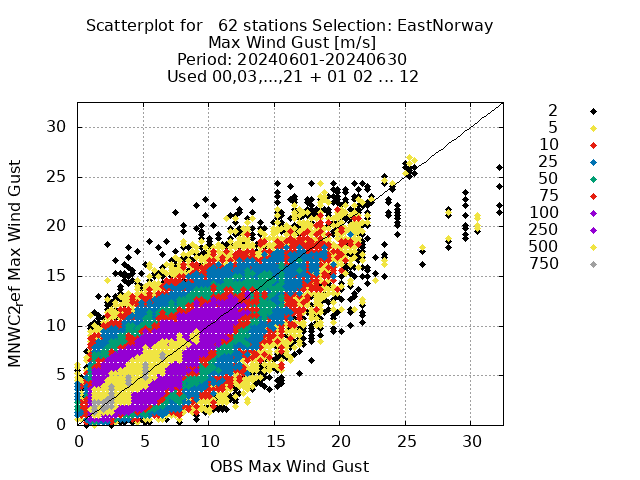 Scatterplot for   62 stations Selection: EastNorway
Max Wind Gust [m/s]
Period: 20240601-20240630
Used 00,03,...,21 + 01 02 ... 12
2
5
10
25
50
75
100
250
500
750
MNWC2,ef Max Wind Gust
30
25
20
15
10
5
0
0 5 10 15 20 25 30
OBS Max Wind Gust